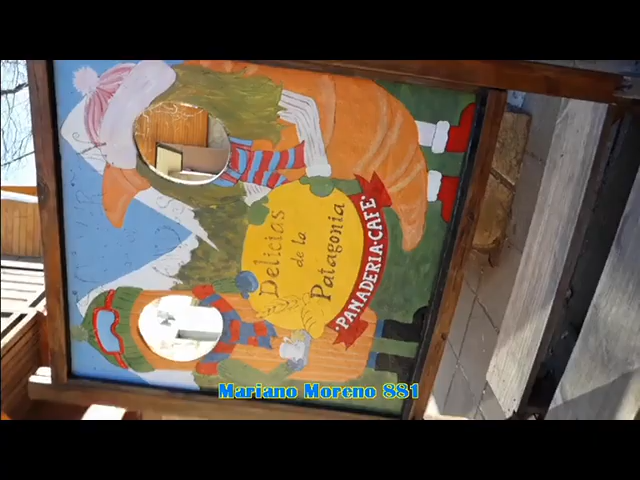 Delicias
de la
Patagonia
·PANADERIA·CAFE·
Mariano Moreno 881